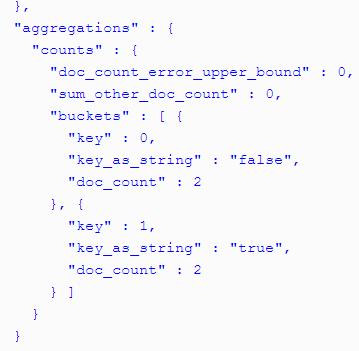 },
"aggregations" : {
"counts" : {
"doc_count_error_upper_bound" : 0,
"sum_other_doc_count" : 0,
"buckets" : [ {
"key" : 0,
"key_as_string" : "false",
"doc_count" : 2
}, {
"key" : 1,
"key_as_string" : "true",
"doc_count" : 2
} ]
}
}